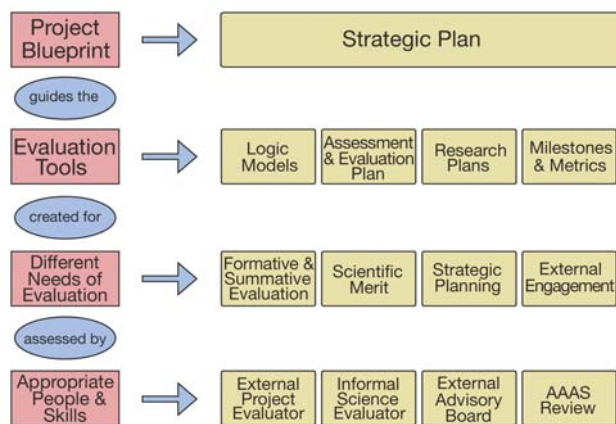 Project
Blueprint
Strategic Plan
guides the
Evaluation
Tools
Logic
Models
Assessment
& Evaluation
Plan
Research
Plans
Milestones
& Metrics
created for
Different
Needs of
Evaluation
Formative &
Summative
Evaluation
Scientific
Merit
Strategic
Planning
External
Engagement
assessed by
Appropriate
People &
Skills
External
Project
Evaluator
Informal
Science
Evaluator
External
Advisory
Board
AAAS
Review